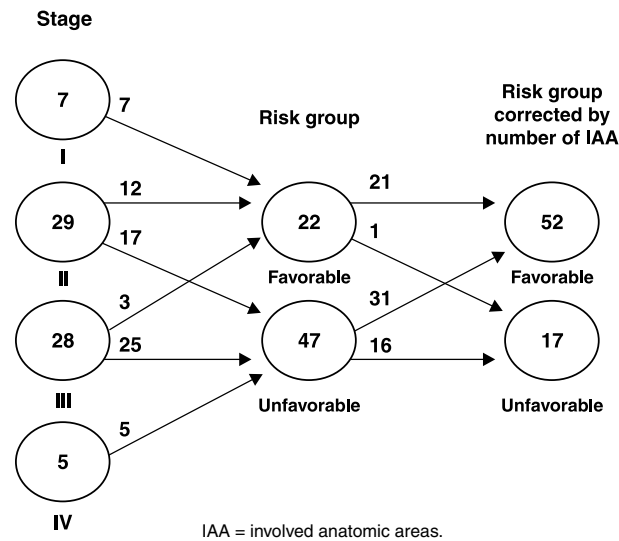 Stage
Risk group
Risk group
corrected by
number of IAA
7
7
I
12
29
17
II
3
28
25
III
5
5
IV
22
Favorable
47
Unfavorable
21
1
31
16
52
Favorable
17
Unfavorable
IAA = involved anatomic areas.